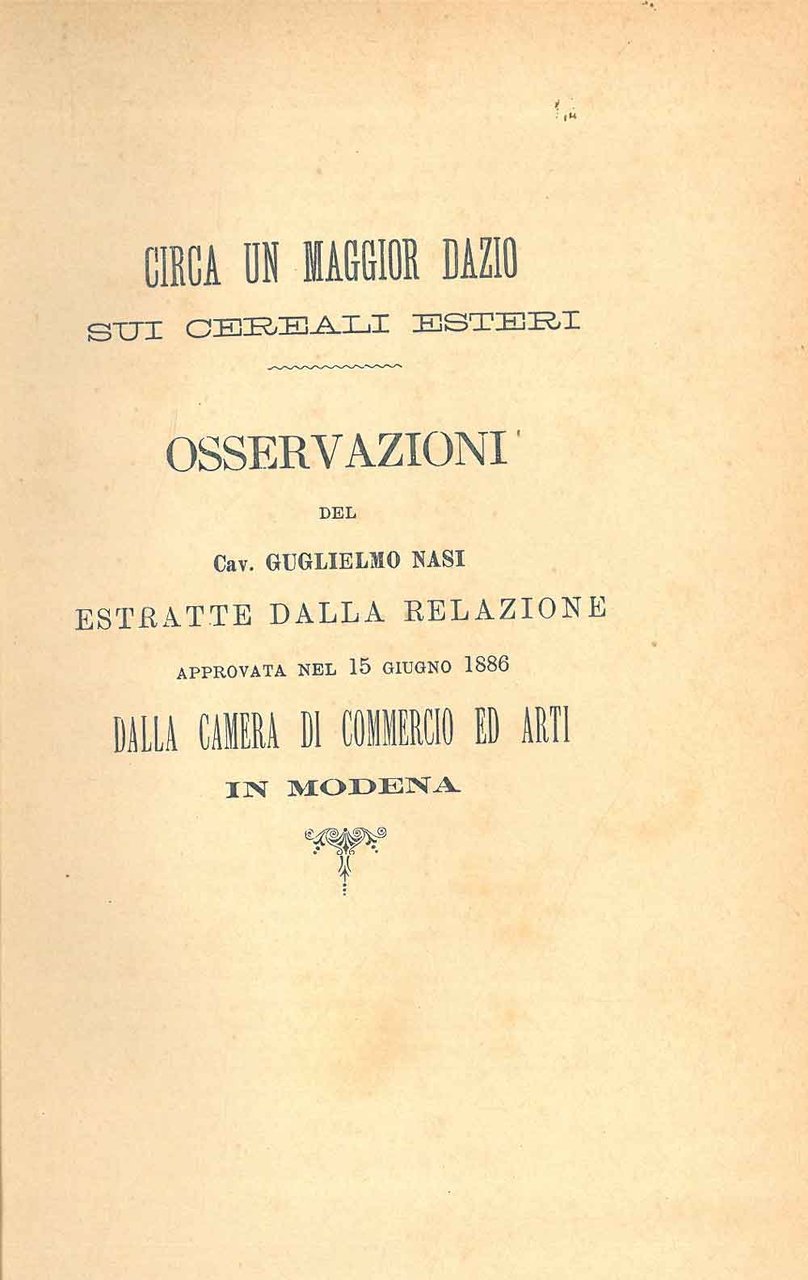 CIRCA UN MAGGIOR DAZIO
SUI CEREALI ESTERI
OSSERVAZIONI
DEL
Cav. GUGLIELMO NASI
ESTRATTE DALLA RELAZIONE
APPROVATA NEL 15 GIUGNO 1886
DALLA CAMERA DI COMMERCIO ED ARTI
IN MODENA